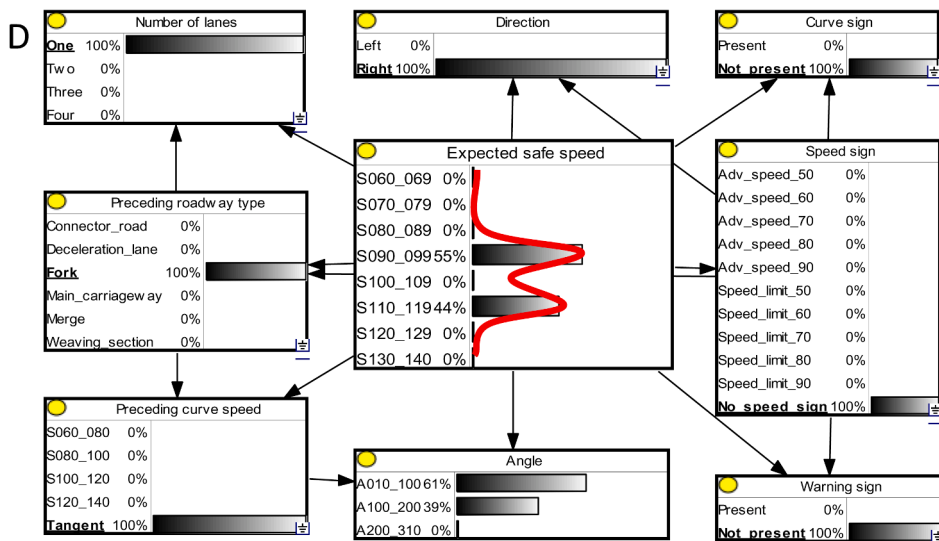 D
Number of lanes
One 100%
Two 0%
Three 0%
Four 0%
Direction
Left 0%
Right 100%
Curve sign
Present 0%
Not_present 100%
Preceding roadway type
Connector_road 0%
Deceleration_lane 0%
Fork 100%
Main_carriageway 0%
Merge 0%
Weaving_section 0%
Expected safe speed
S060_069 0%
S070_079 0%
S080_089 0%
S090_099 55%
S100_109 0%
S110_119 44%
S120_129 0%
S130_140 0%
Speed sign
Adv_speed_50 0%
Adv_speed_60 0%
Adv_speed_70 0%
Adv_speed_80 0%
Adv_speed_90 0%
Speed_limit_50 0%
Speed_limit_60 0%
Speed_limit_70 0%
Speed_limit_80 0%
Speed_limit_90 0%
No_speed_sign 100%
Preceding curve speed
S060_080 0%
S080_100 0%
S100_120 0%
S120_140 0%
Tangent 100%
Angle
A010_100 61%
A100_200 39%
A200_310 0%
Warning sign
Present 0%
Not_present 100%